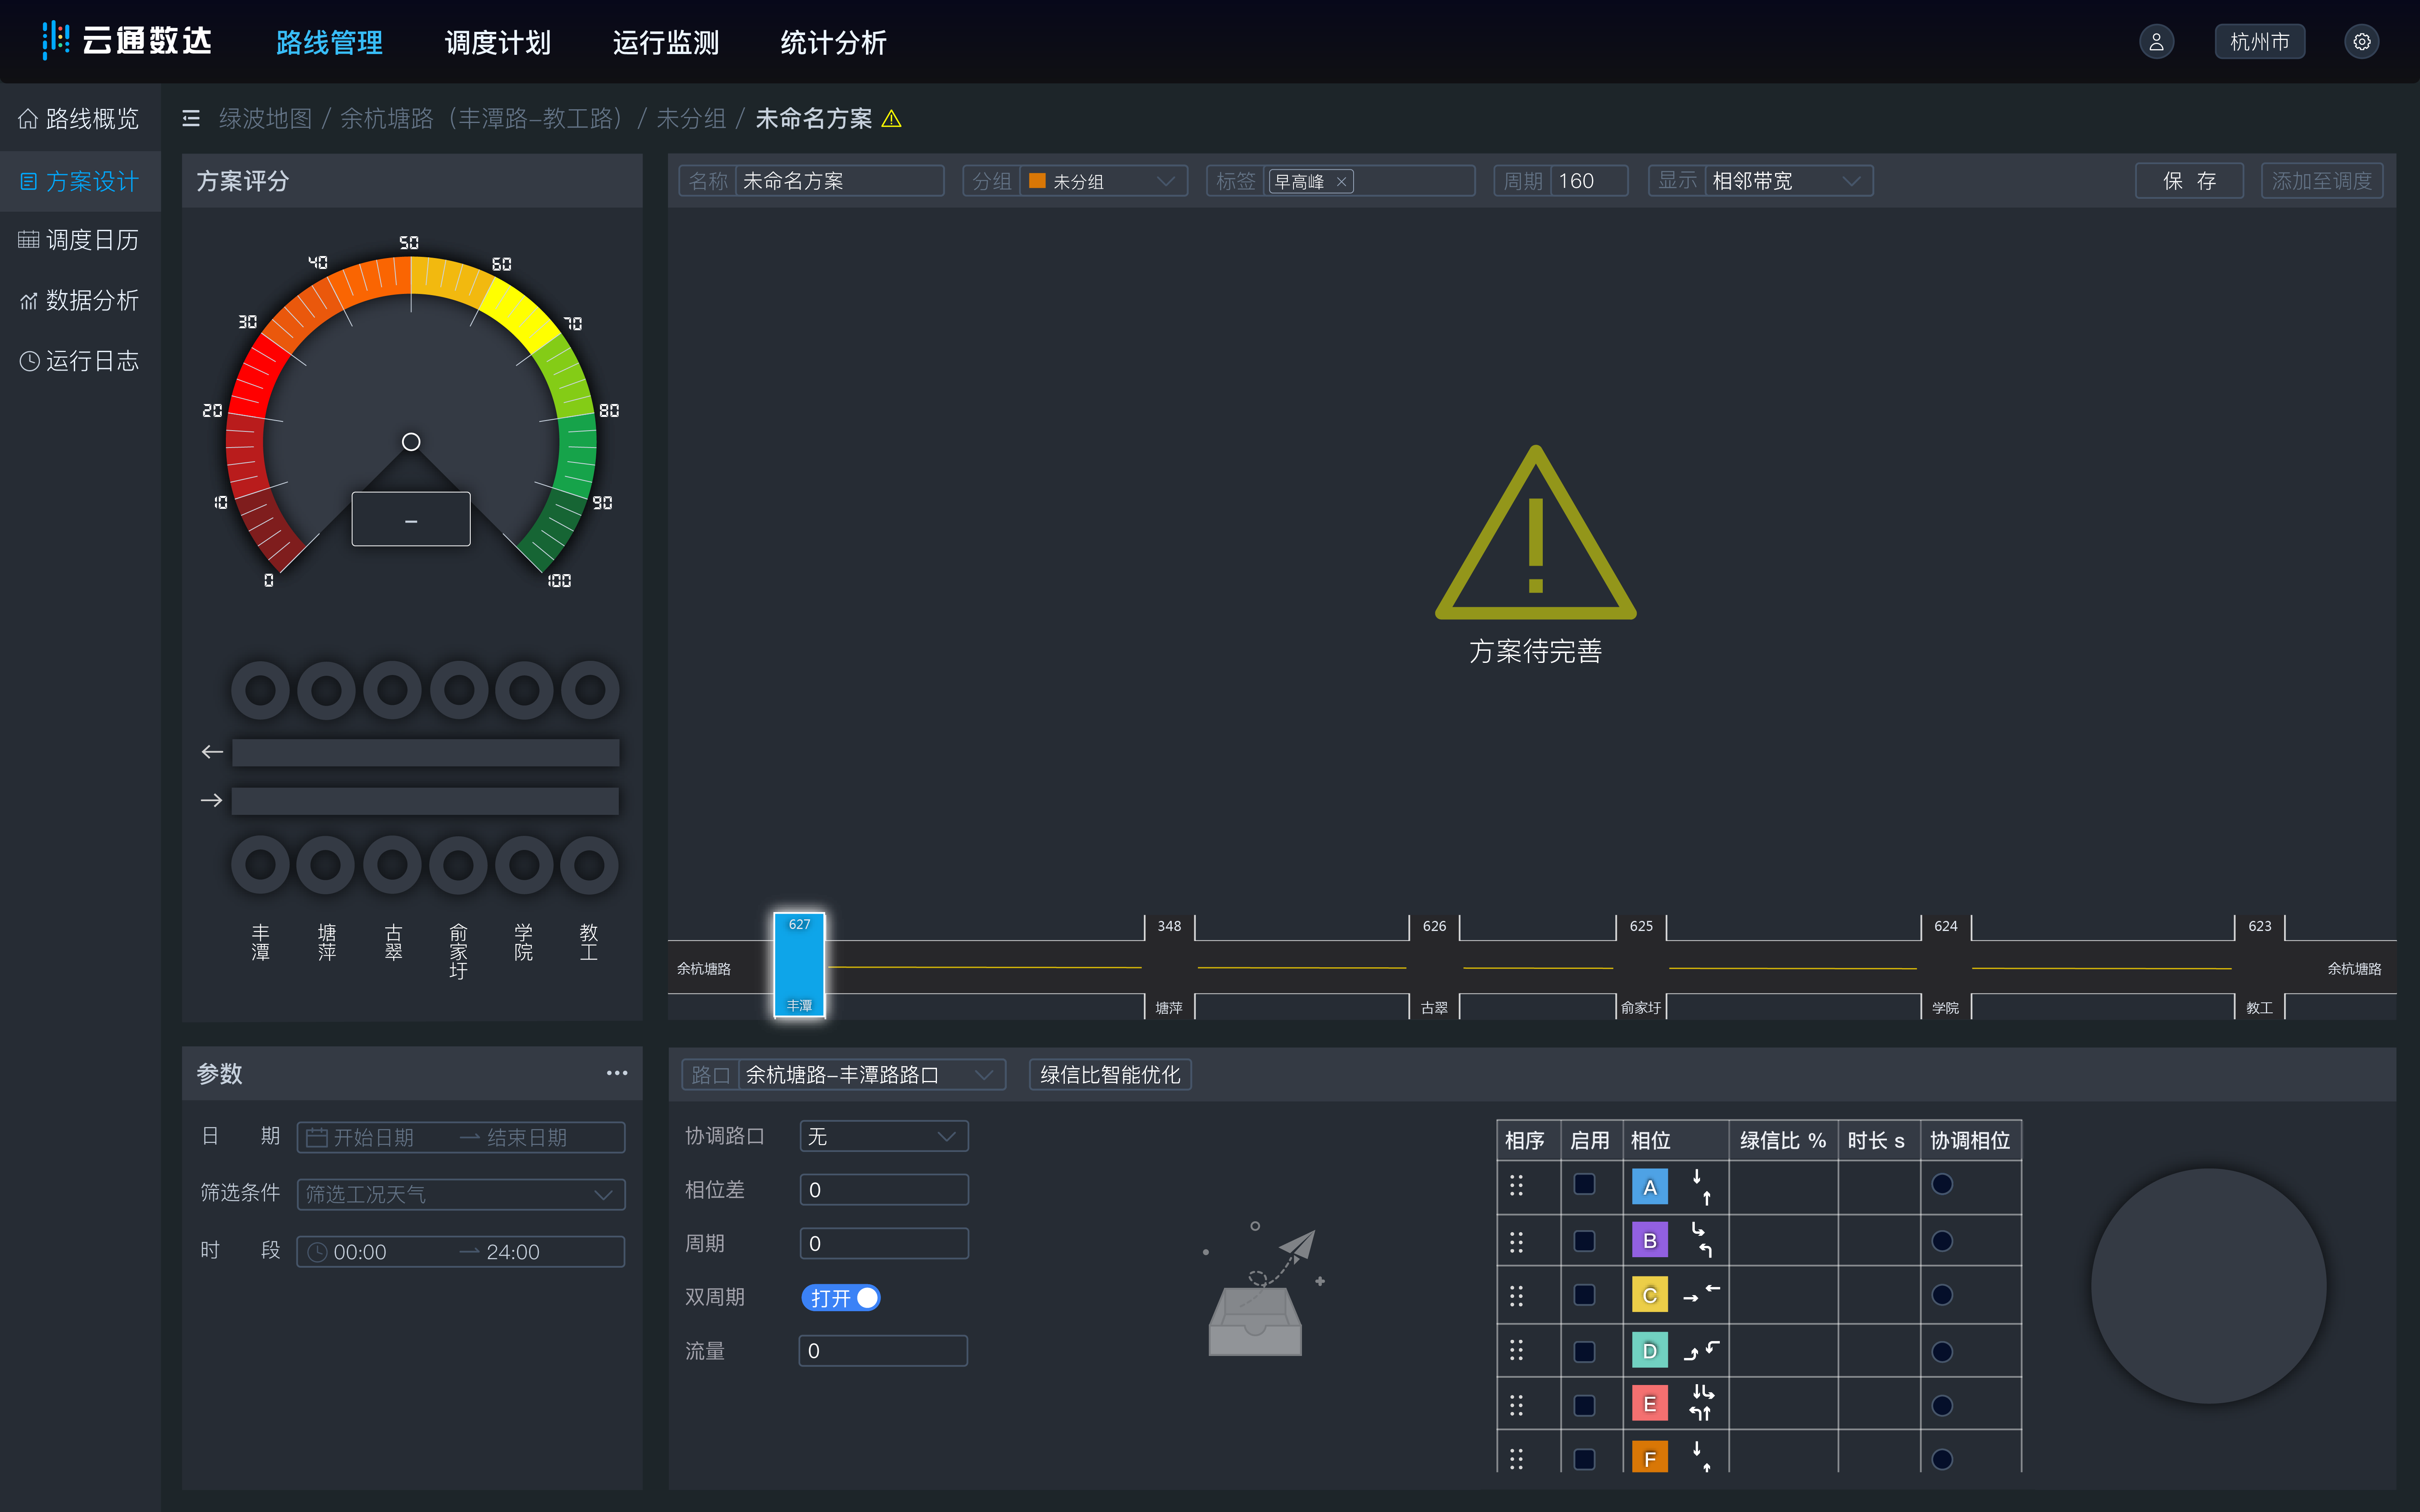 云通数达 路线管理 调度计划 运行监测 统计分析 杭州市
路线概览
方案设计
调度日历
数据分析
运行日志
绿波地图 / 余杭塘路（丰潭路-教工路） / 未分组 / 未命名方案
方案评分
0
10
20
30
40
50
60
70
80
90
100
-
←
→
丰潭
塘萍
古翠
俞家圩
学院
教工
名称 未命名方案 分组 未分组 标签 早高峰 × 周期 160 显示 相邻带宽 保 存 添加至调度
方案待完善
627 348 626 625 624 623
余杭塘路 余杭塘路
丰潭 塘萍 古翠 俞家圩 学院 教工
参数 ···
日 期 开始日期 → 结束日期
筛选条件 筛选工况天气
时 段 00:00 → 24:00
路口 余杭塘路-丰潭路路口 绿信比智能优化
协调路口 无
相位差 0
周期 0
双周期 打开
流量 0
相序 启用 相位 绿信比 % 时长 s 协调相位
A
B
C
D
E
F